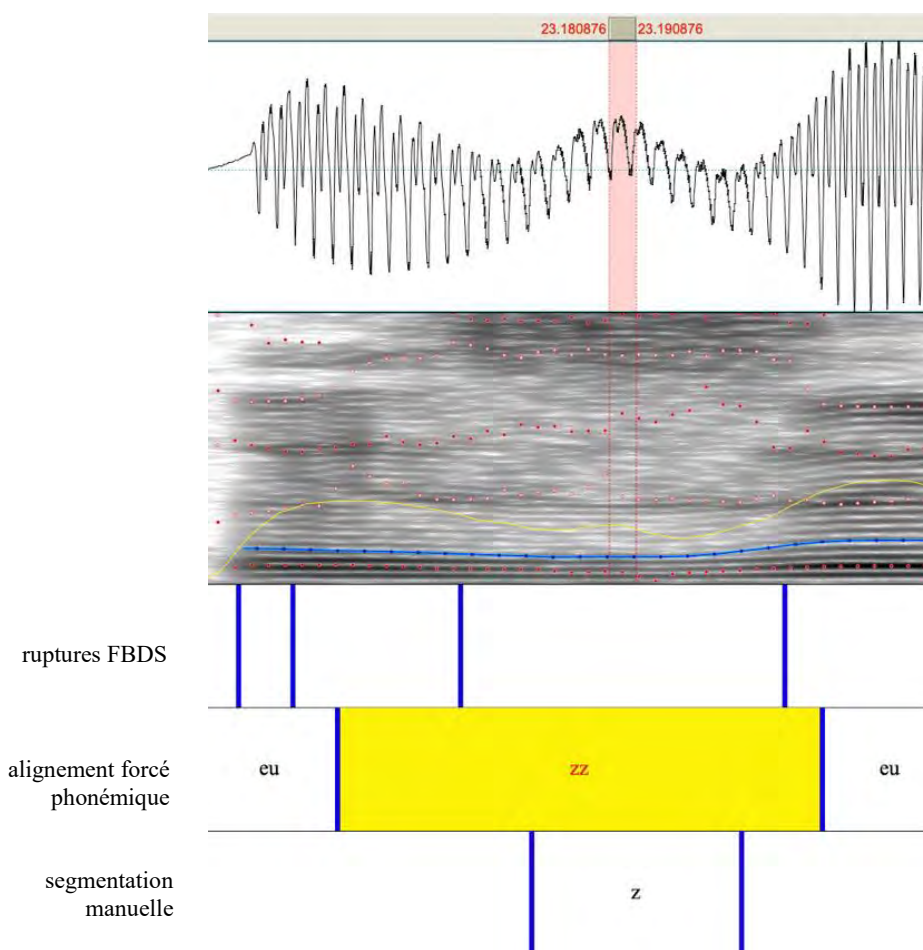 23.180876 23.190876
ruptures FBDS
alignement forcé
phonémique
eu zz eu
segmentation
manuelle
z